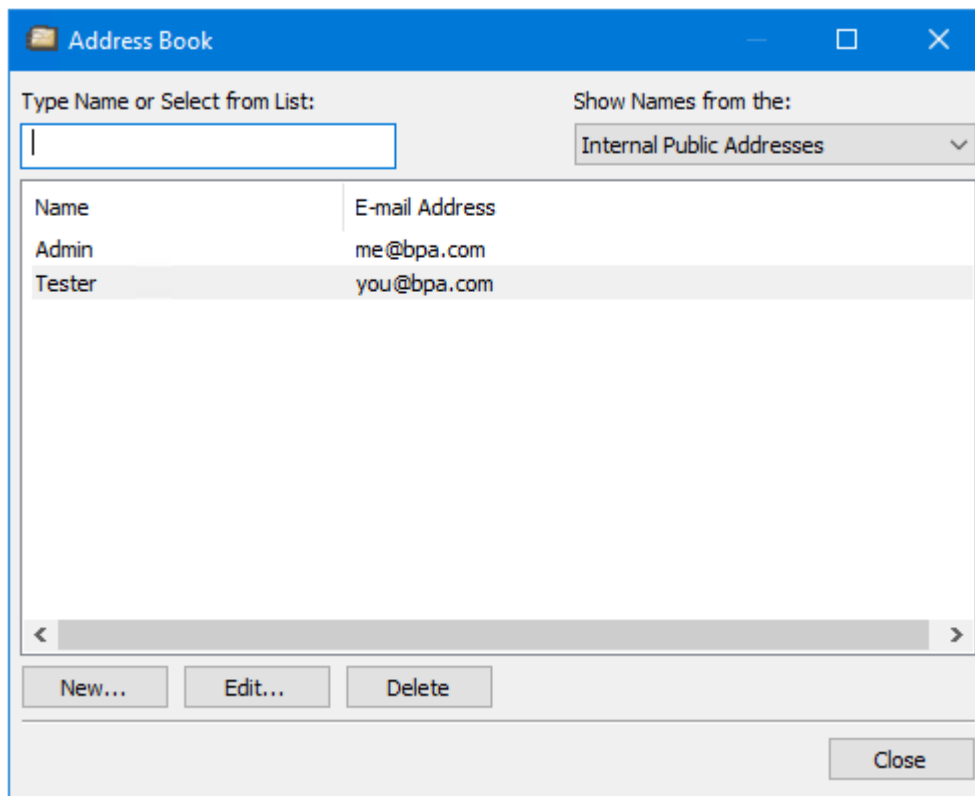 Address Book
Type Name or Select from List: Show Names from the:
Internal Public Addresses
Name E-mail Address
Admin me@bpa.com
Tester you@bpa.com
New... Edit... Delete
Close